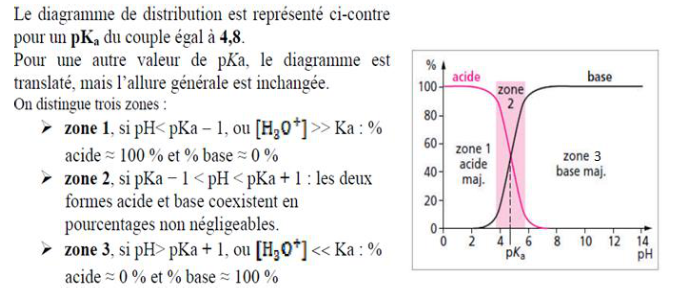 Le diagramme de distribution est représenté ci-contre
pour un pKa du couple égal à 4,8.
Pour une autre valeur de pKa, le diagramme est
translaté, mais l'allure générale est inchangée.
On distingue trois zones :
➤ zone 1, si pH< pKa – 1, ou [H₃O⁺] >> Ka : %
acide ≈ 100 % et % base ≈ 0 %
➤ zone 2, si pKa – 1 < pH < pKa + 1 : les deux
formes acide et base coexistent en
pourcentages non négligeables.
➤ zone 3, si pH> pKa + 1, ou [H₃O⁺] << Ka : %
acide ≈ 0 % et % base ≈ 100 %
%
acide
base
100
80
60
40
20
0
zone
2
zone 1
acide
maj.
zone 3
base maj.
0 2 4 6 8 10 12 14
pKa
pH